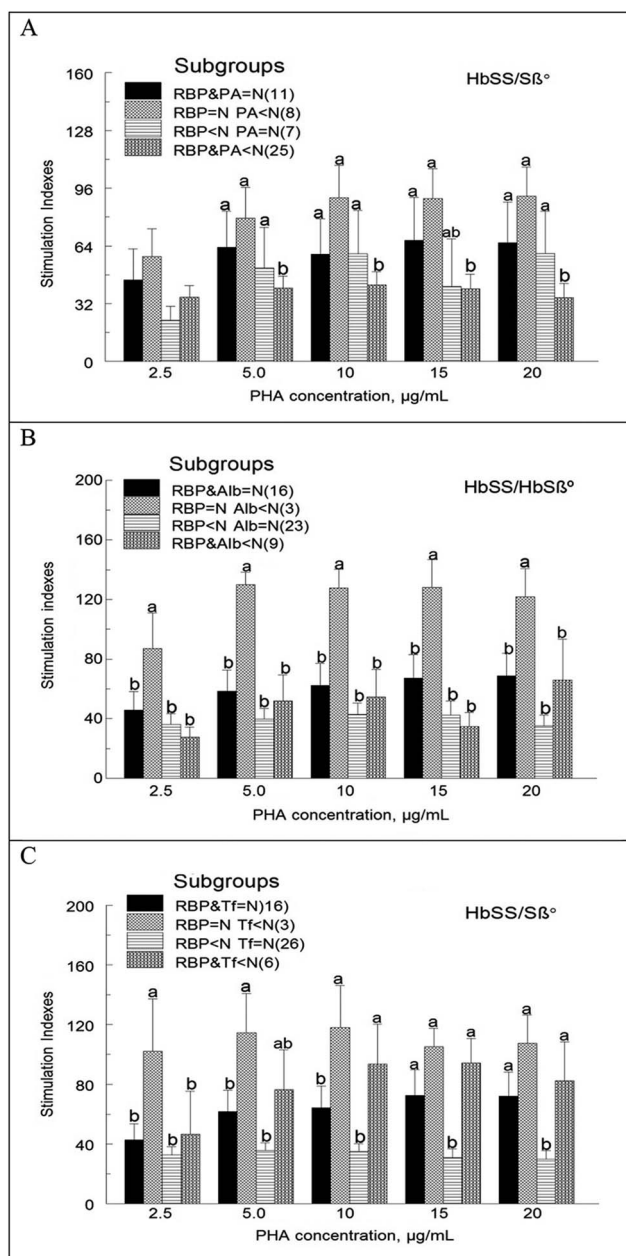 A
Subgroups
HbSS/Sß°
RBP&PA=N(11)
RBP=N PA<N(8)
RBP<N PA=N(7)
RBP&PA<N(25)
Stimulation Indexes
160
128
96
64
32
0
a a a b
a a a b
a a ab b
a a a b
2.5 5.0 10 15 20
PHA concentration, µg/mL
B
Subgroups
HbSS/HbSßº
RBP&Alb=N(16)
RBP=N Alb<N(3)
RBP<N Alb=N(23)
RBP&Alb<N(9)
Stimulation indexes
200
160
120
80
40
0
b a b b
b a b b
b a b b
b a b b
b a b b
2.5 5.0 10 15 20
PHA concentration, µg/mL
C
Subgroups
HbSS/Sß°
RBP&Tf=N)16)
RBP=N Tf<N(3)
RBP<N Tf=N(26)
RBP&Tf<N(6)
Stimulation Indexes
200
160
120
80
40
0
b a b b
b a b ab
b a b a
a a b a
a a b a
2.5 5.0 10 15 20
PHA concentration, µg/mL